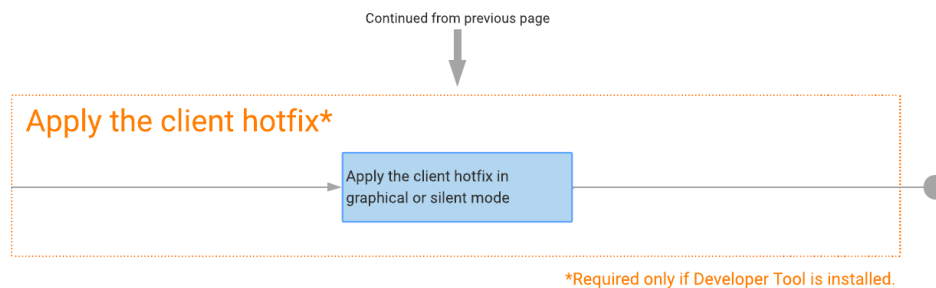 Continued from previous page
Apply the client hotfix*
Apply the client hotfix in
graphical or silent mode
*Required only if Developer Tool is installed.